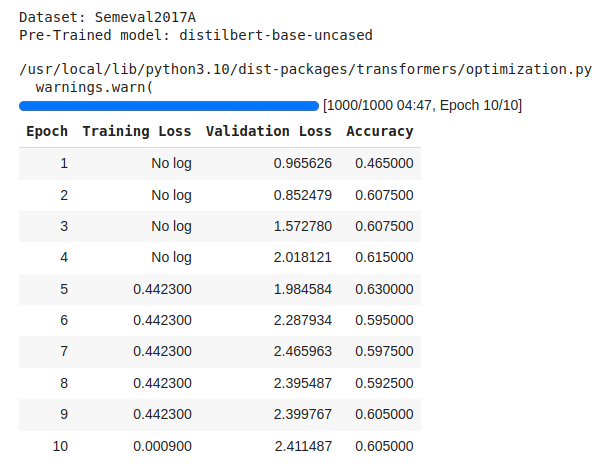 Dataset: Semeval2017A
Pre-Trained model: distilbert-base-uncased
/usr/local/lib/python3.10/dist-packages/transformers/optimization.py
warnings.warn(
[1000/1000 04:47, Epoch 10/10]
Epoch Training Loss Validation Loss Accuracy
1 No log 0.965626 0.465000
2 No log 0.852479 0.607500
3 No log 1.572780 0.607500
4 No log 2.018121 0.615000
5 0.442300 1.984584 0.630000
6 0.442300 2.287934 0.595000
7 0.442300 2.465963 0.597500
8 0.442300 2.395487 0.592500
9 0.442300 2.399767 0.605000
10 0.000900 2.411487 0.605000